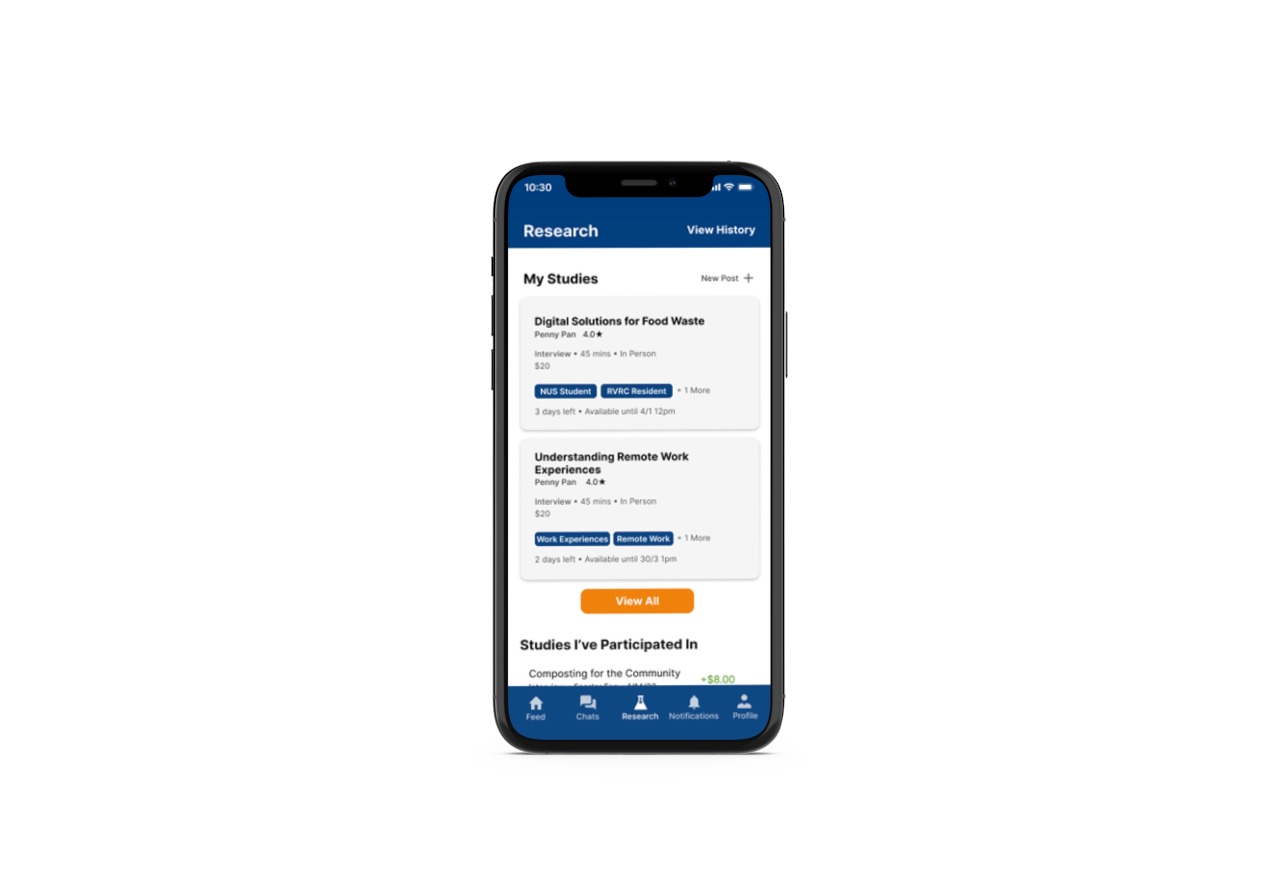 10:30
Research
View History
My Studies
New Post +
Digital Solutions for Food Waste
Penny Pan 4.0★
Interview • 45 mins • In Person
$20
NUS Student RVRC Resident + 1 More
3 days left • Available until 4/1 12pm
Understanding Remote Work
Experiences
Penny Pan 4.0★
Interview • 45 mins • In Person
$20
Work Experiences Remote Work + 1 More
2 days left • Available until 30/3 1pm
View All
Studies I’ve Participated In
Composting for the Community
+$8.00
Feed Chats Research Notifications Profile